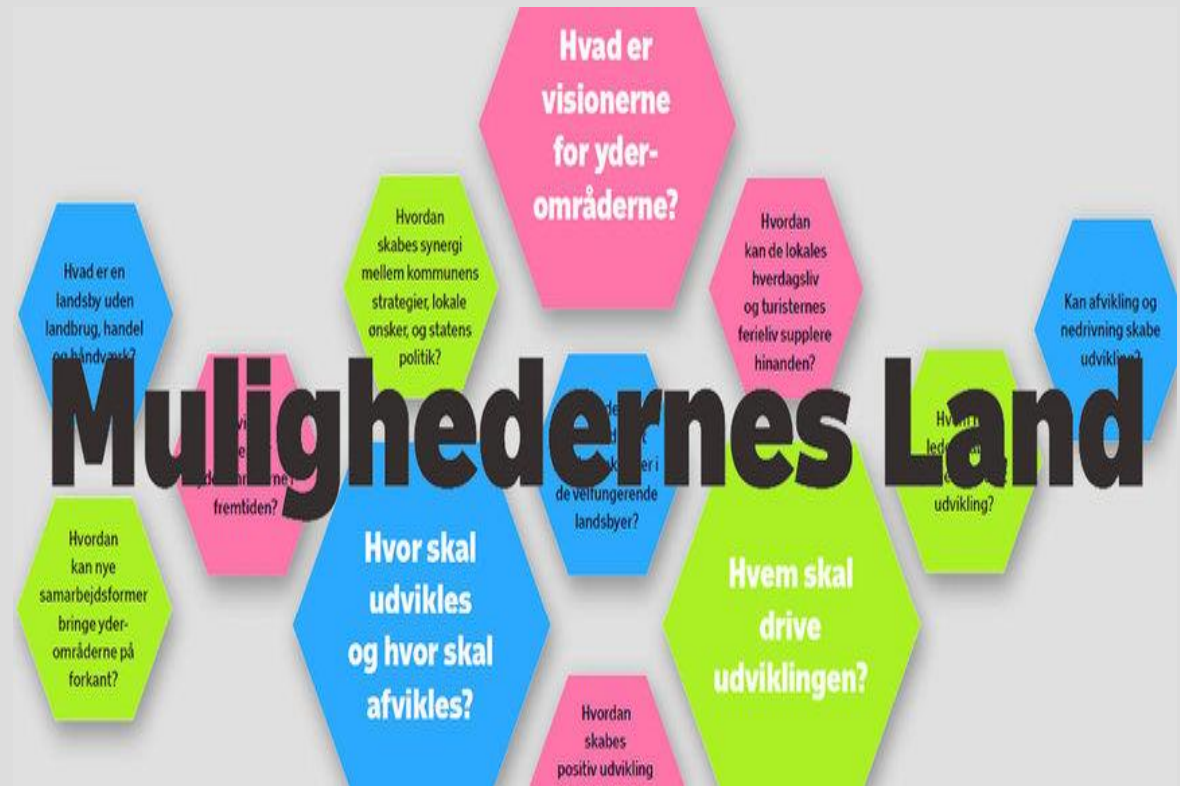 Hvad er
visionerne
for yder-
områderne?
Hvordan
skabes synergi
mellem kommunens
strategier, lokale
ønsker, og statens
politik?
Hvordan
kan de lokales
hverdagsliv
og turisternes
ferieliv supplere
hinanden?
Hvad er en
landsby uden
landbrug, handel
og håndværk?
Kan afvikling og
nedrivning skabe
udvikling?
Mulighedernes Land
fremtiden?
de velfungerende
landsbyer?
udvikling?
Hvordan
kan nye
samarbejdsformer
bringe yder-
områderne på
forkant?
Hvor skal
udvikles
og hvor skal
afvikles?
Hvem skal
drive
udviklingen?
Hvordan
skabes
positiv udvikling